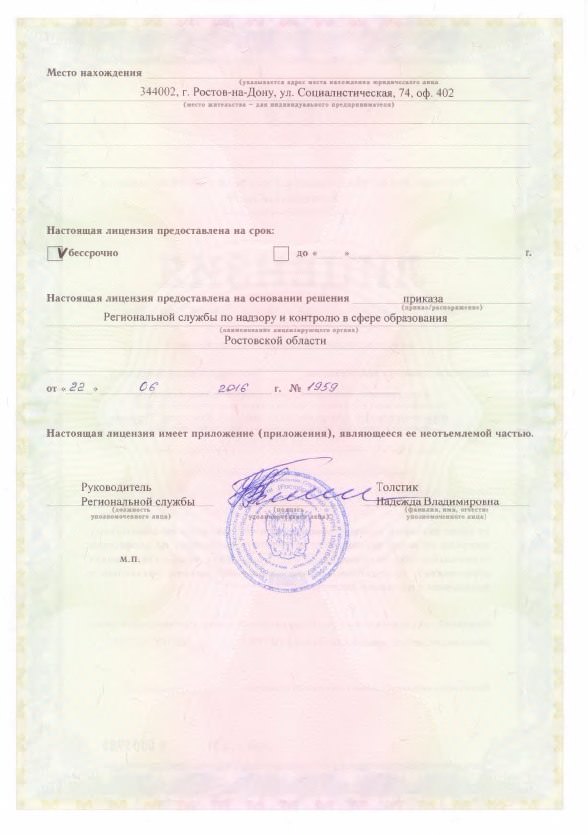 Место нахождения
(указывается адрес места нахождения юридического лица
344002, г. Ростов-на-Дону, ул. Социалистическая, 74, оф. 402
(место жительства – для индивидуального предпринимателя)
Настоящая лицензия предоставлена на срок:
V бессрочно до « » г.
Настоящая лицензия предоставлена на основании решения приказа
(приказ/распоряжение)
Региональной службы по надзору и контролю в сфере образования
(наименование лицензирующего органа)
Ростовской области
от « 22 » 06 2016 г. № 1959
Настоящая лицензия имеет приложение (приложения), являющееся ее неотъемлемой частью.
Руководитель Толстик
Региональной службы Надежда Владимировна
(должность (подпись (фамилия, имя, отчество
уполномоченного лица) уполномоченного лица) уполномоченного лица)
М.П.